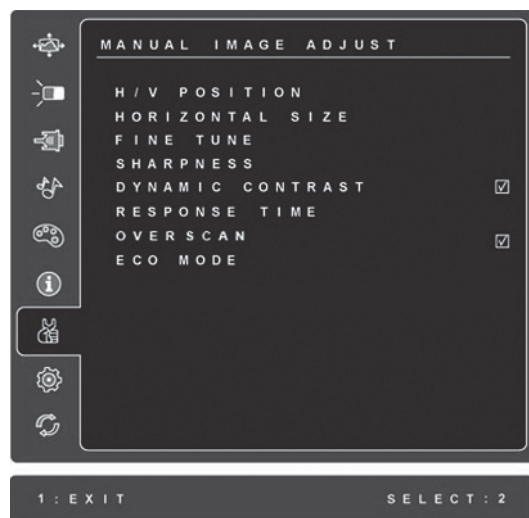 MANUAL IMAGE ADJUST
H/V POSITION
HORIZONTAL SIZE
FINE TUNE
SHARPNESS
DYNAMIC CONTRAST
RESPONSE TIME
OVERSCAN
ECO MODE
1:EXIT SELECT:2